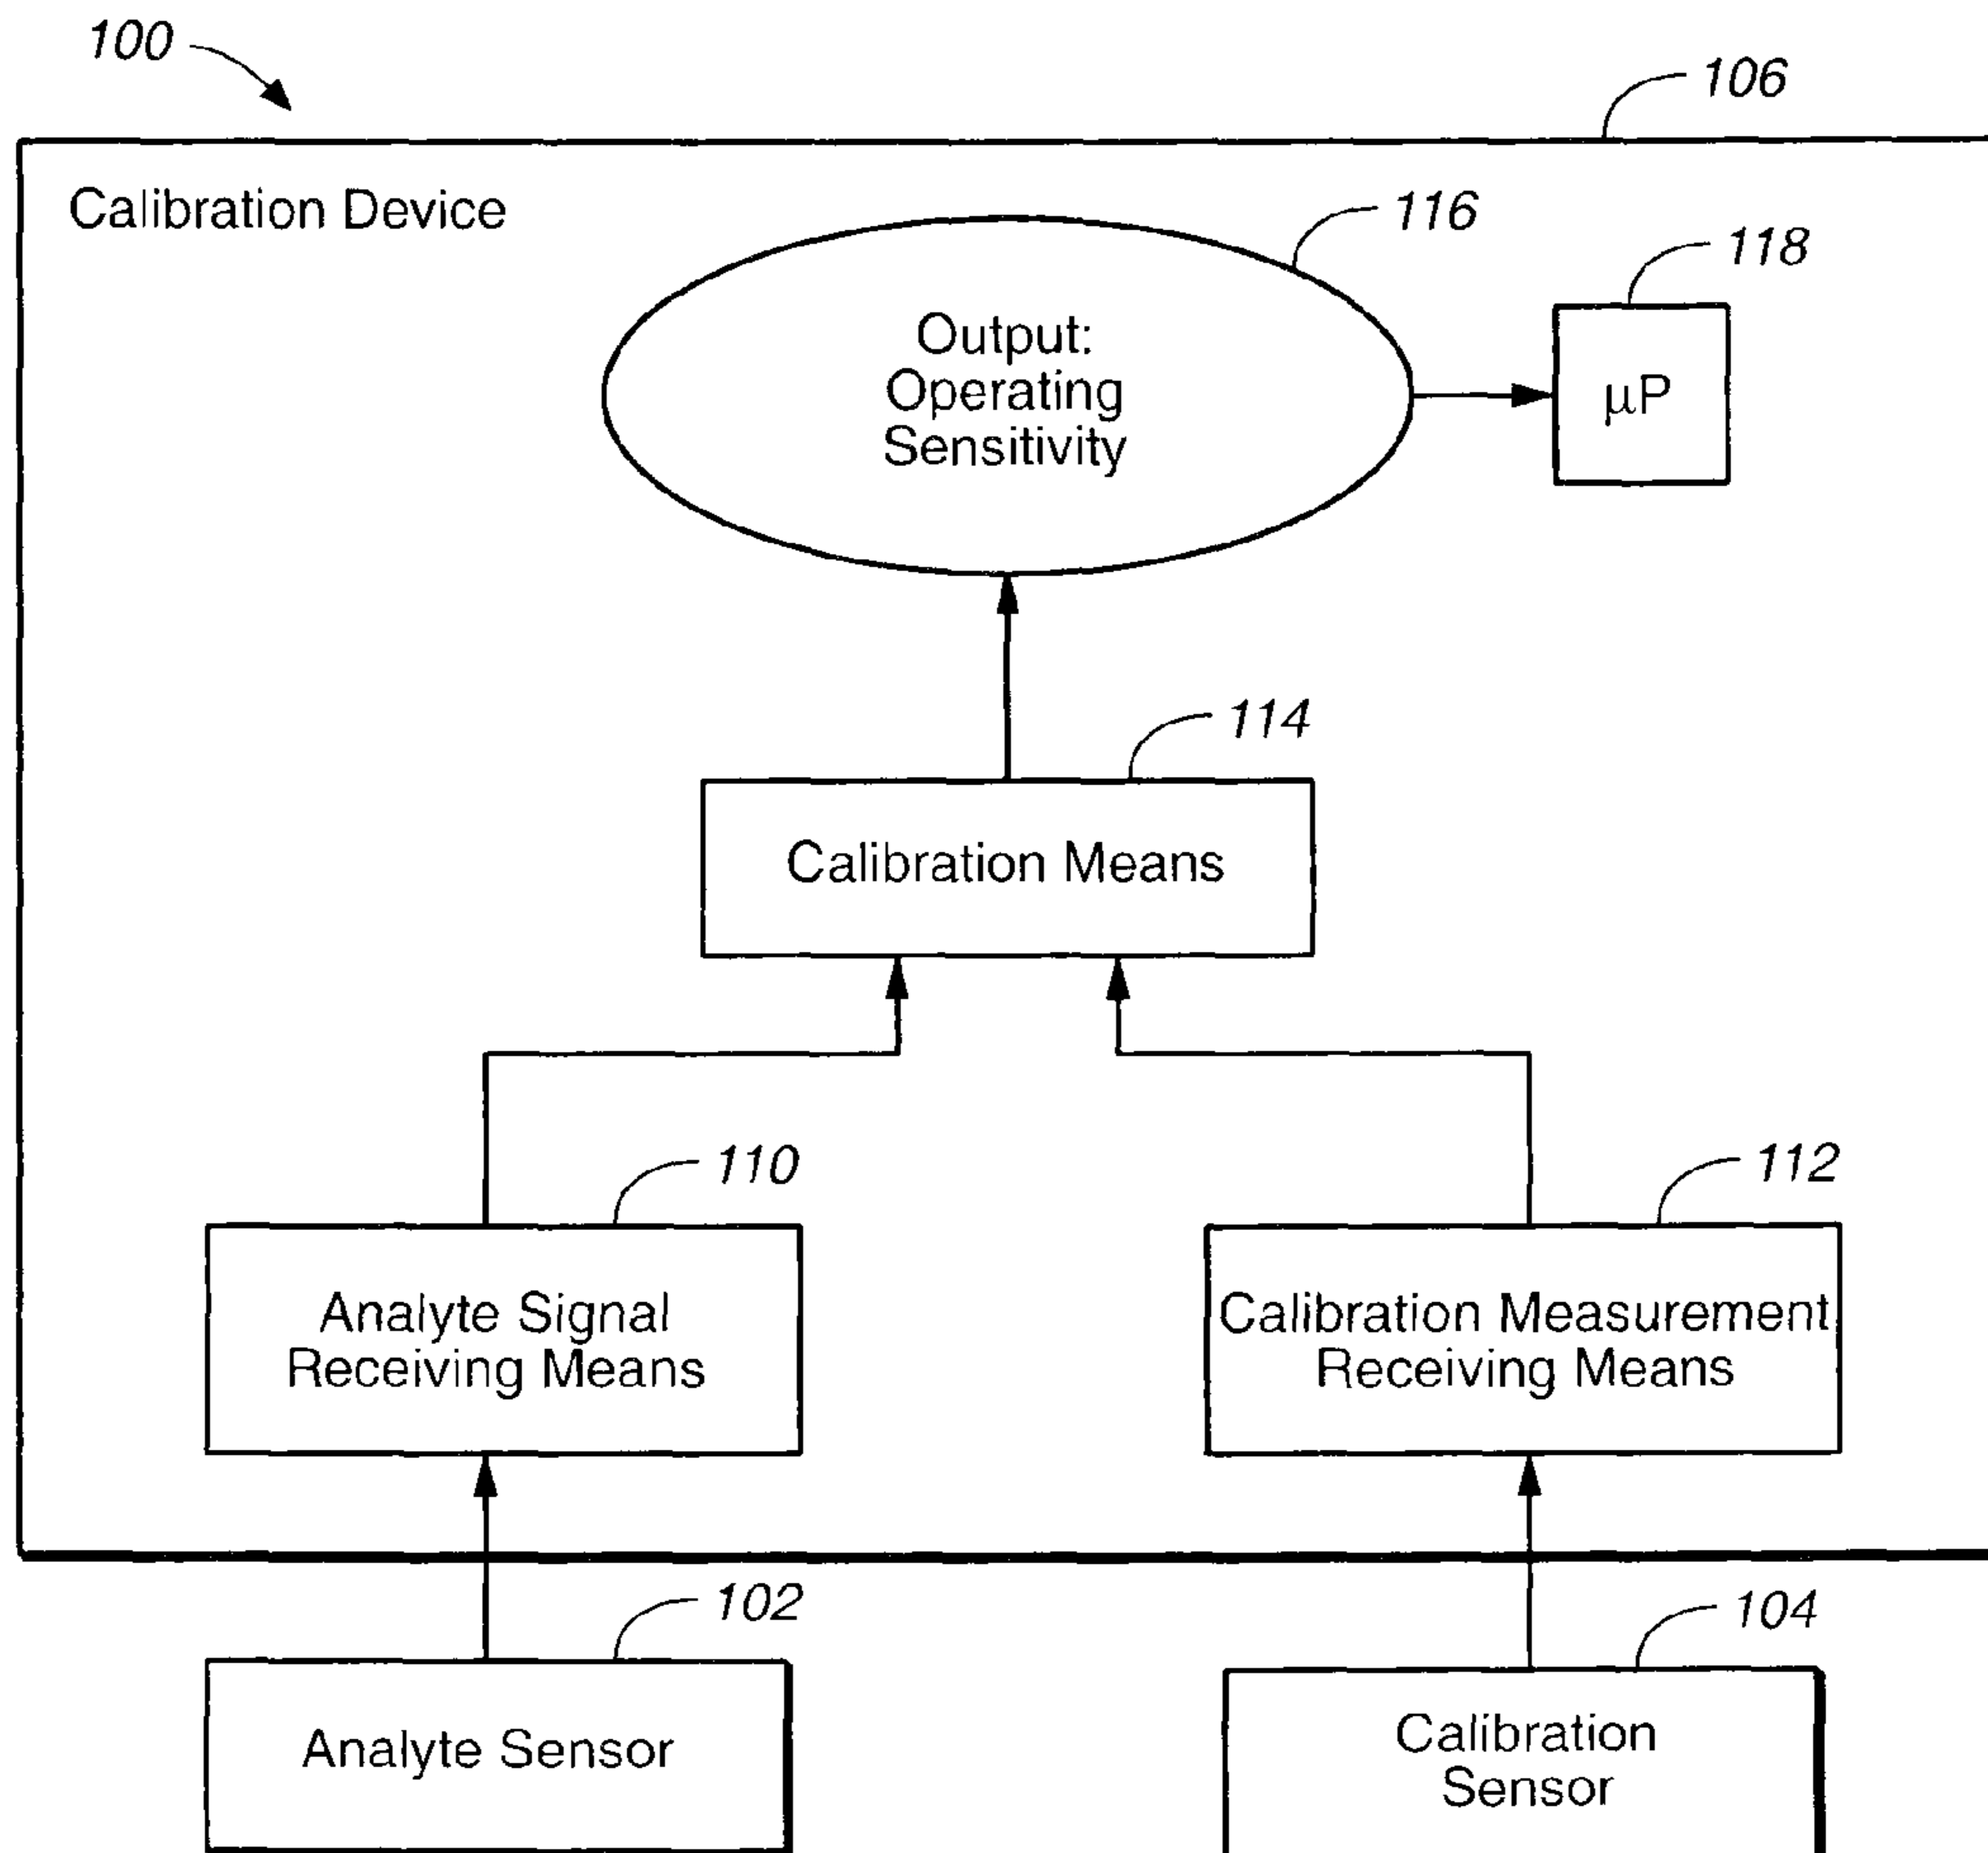 100
106
Calibration Device
116
118
Output:
Operating
Sensitivity
μP
114
Calibration Means
110
112
Analyte Signal
Receiving Means
Calibration Measurement
Receiving Means
102
104
Analyte Sensor
Calibration
Sensor